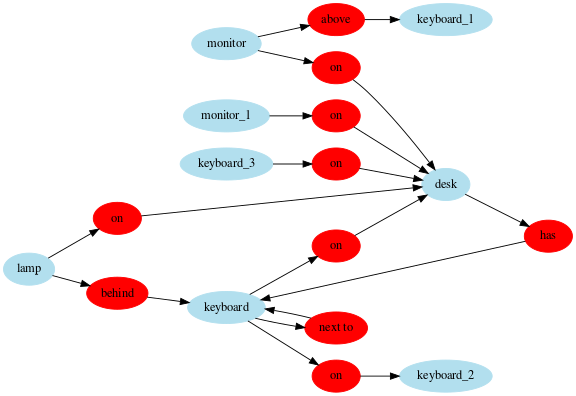 above
keyboard_1
monitor
on
monitor_1
on
keyboard_3
on
desk
on
has
on
lamp
behind
keyboard
next to
on
keyboard_2